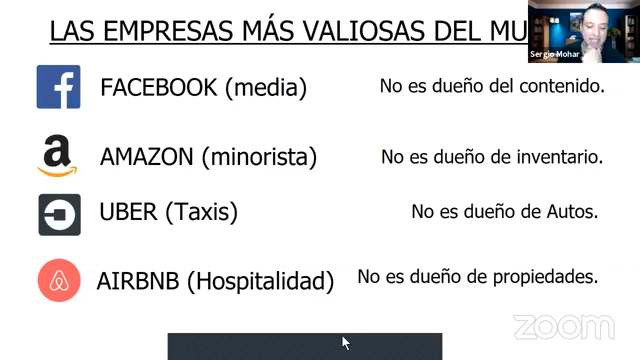 LAS EMPRESAS MÁS VALIOSAS DEL MU
Sergio Mohar
FACEBOOK (media) No es dueño del contenido.
AMAZON (minorista) No es dueño de inventario.
UBER (Taxis) No es dueño de Autos.
AIRBNB (Hospitalidad) No es dueño de propiedades.
zoom